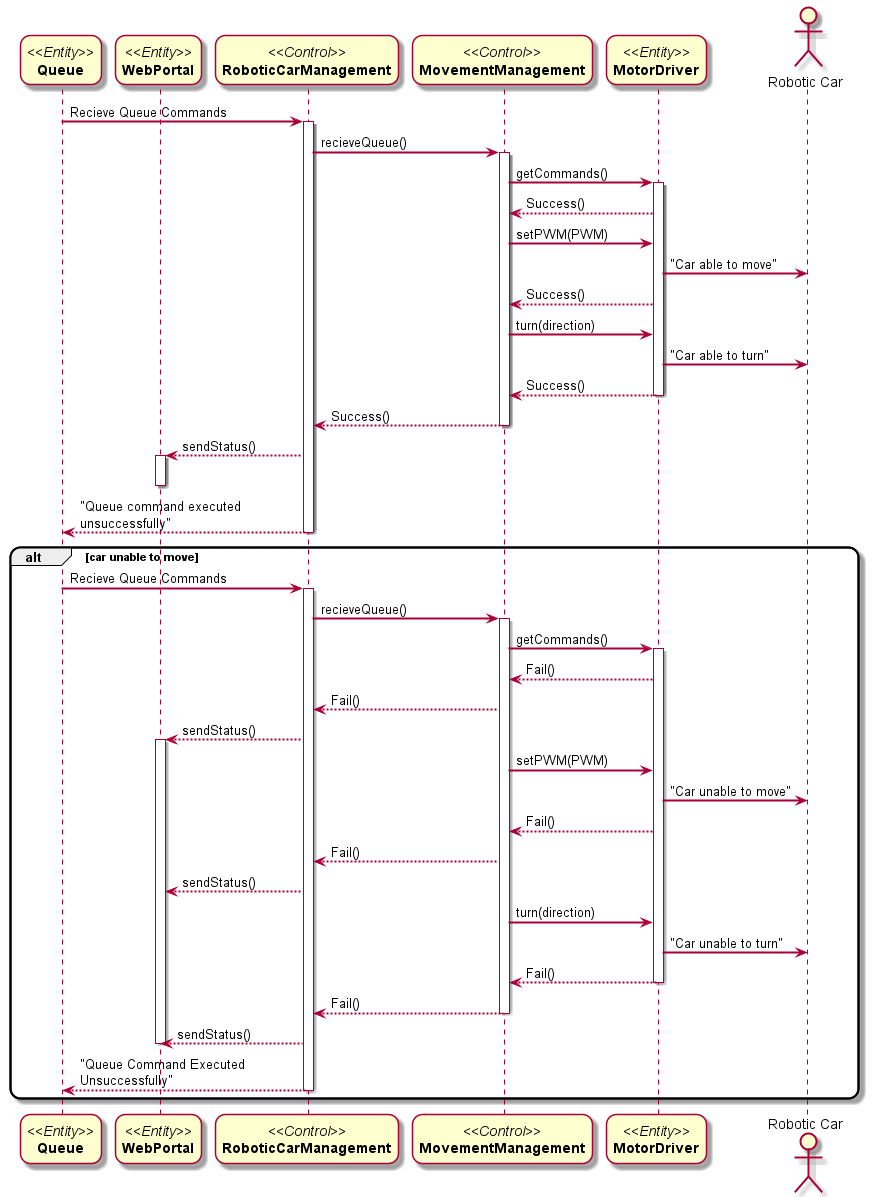 Robotic Car
<<Entity>> <<Entity>> <<Control>> <<Control>> <<Entity>>
Queue WebPortal RoboticCarManagement MovementManagement MotorDriver
Recieve Queue Commands
recieveQueue()
getCommands()
Success()
setPWM(PWM)
"Car able to move"
Success()
turn(direction)
"Car able to turn"
Success()
Success()
sendStatus()
"Queue command executed
unsuccessfully"
alt [car unable to move]
Recieve Queue Commands
recieveQueue()
getCommands()
Fail()
Fail()
sendStatus()
setPWM(PWM)
"Car unable to move"
Fail()
Fail()
sendStatus()
turn(direction)
"Car unable to turn"
Fail()
Fail()
sendStatus()
"Queue Command Executed
Unsuccessfully"
<<Entity>> <<Entity>> <<Control>> <<Control>> <<Entity>>
Queue WebPortal RoboticCarManagement MovementManagement MotorDriver
Robotic Car